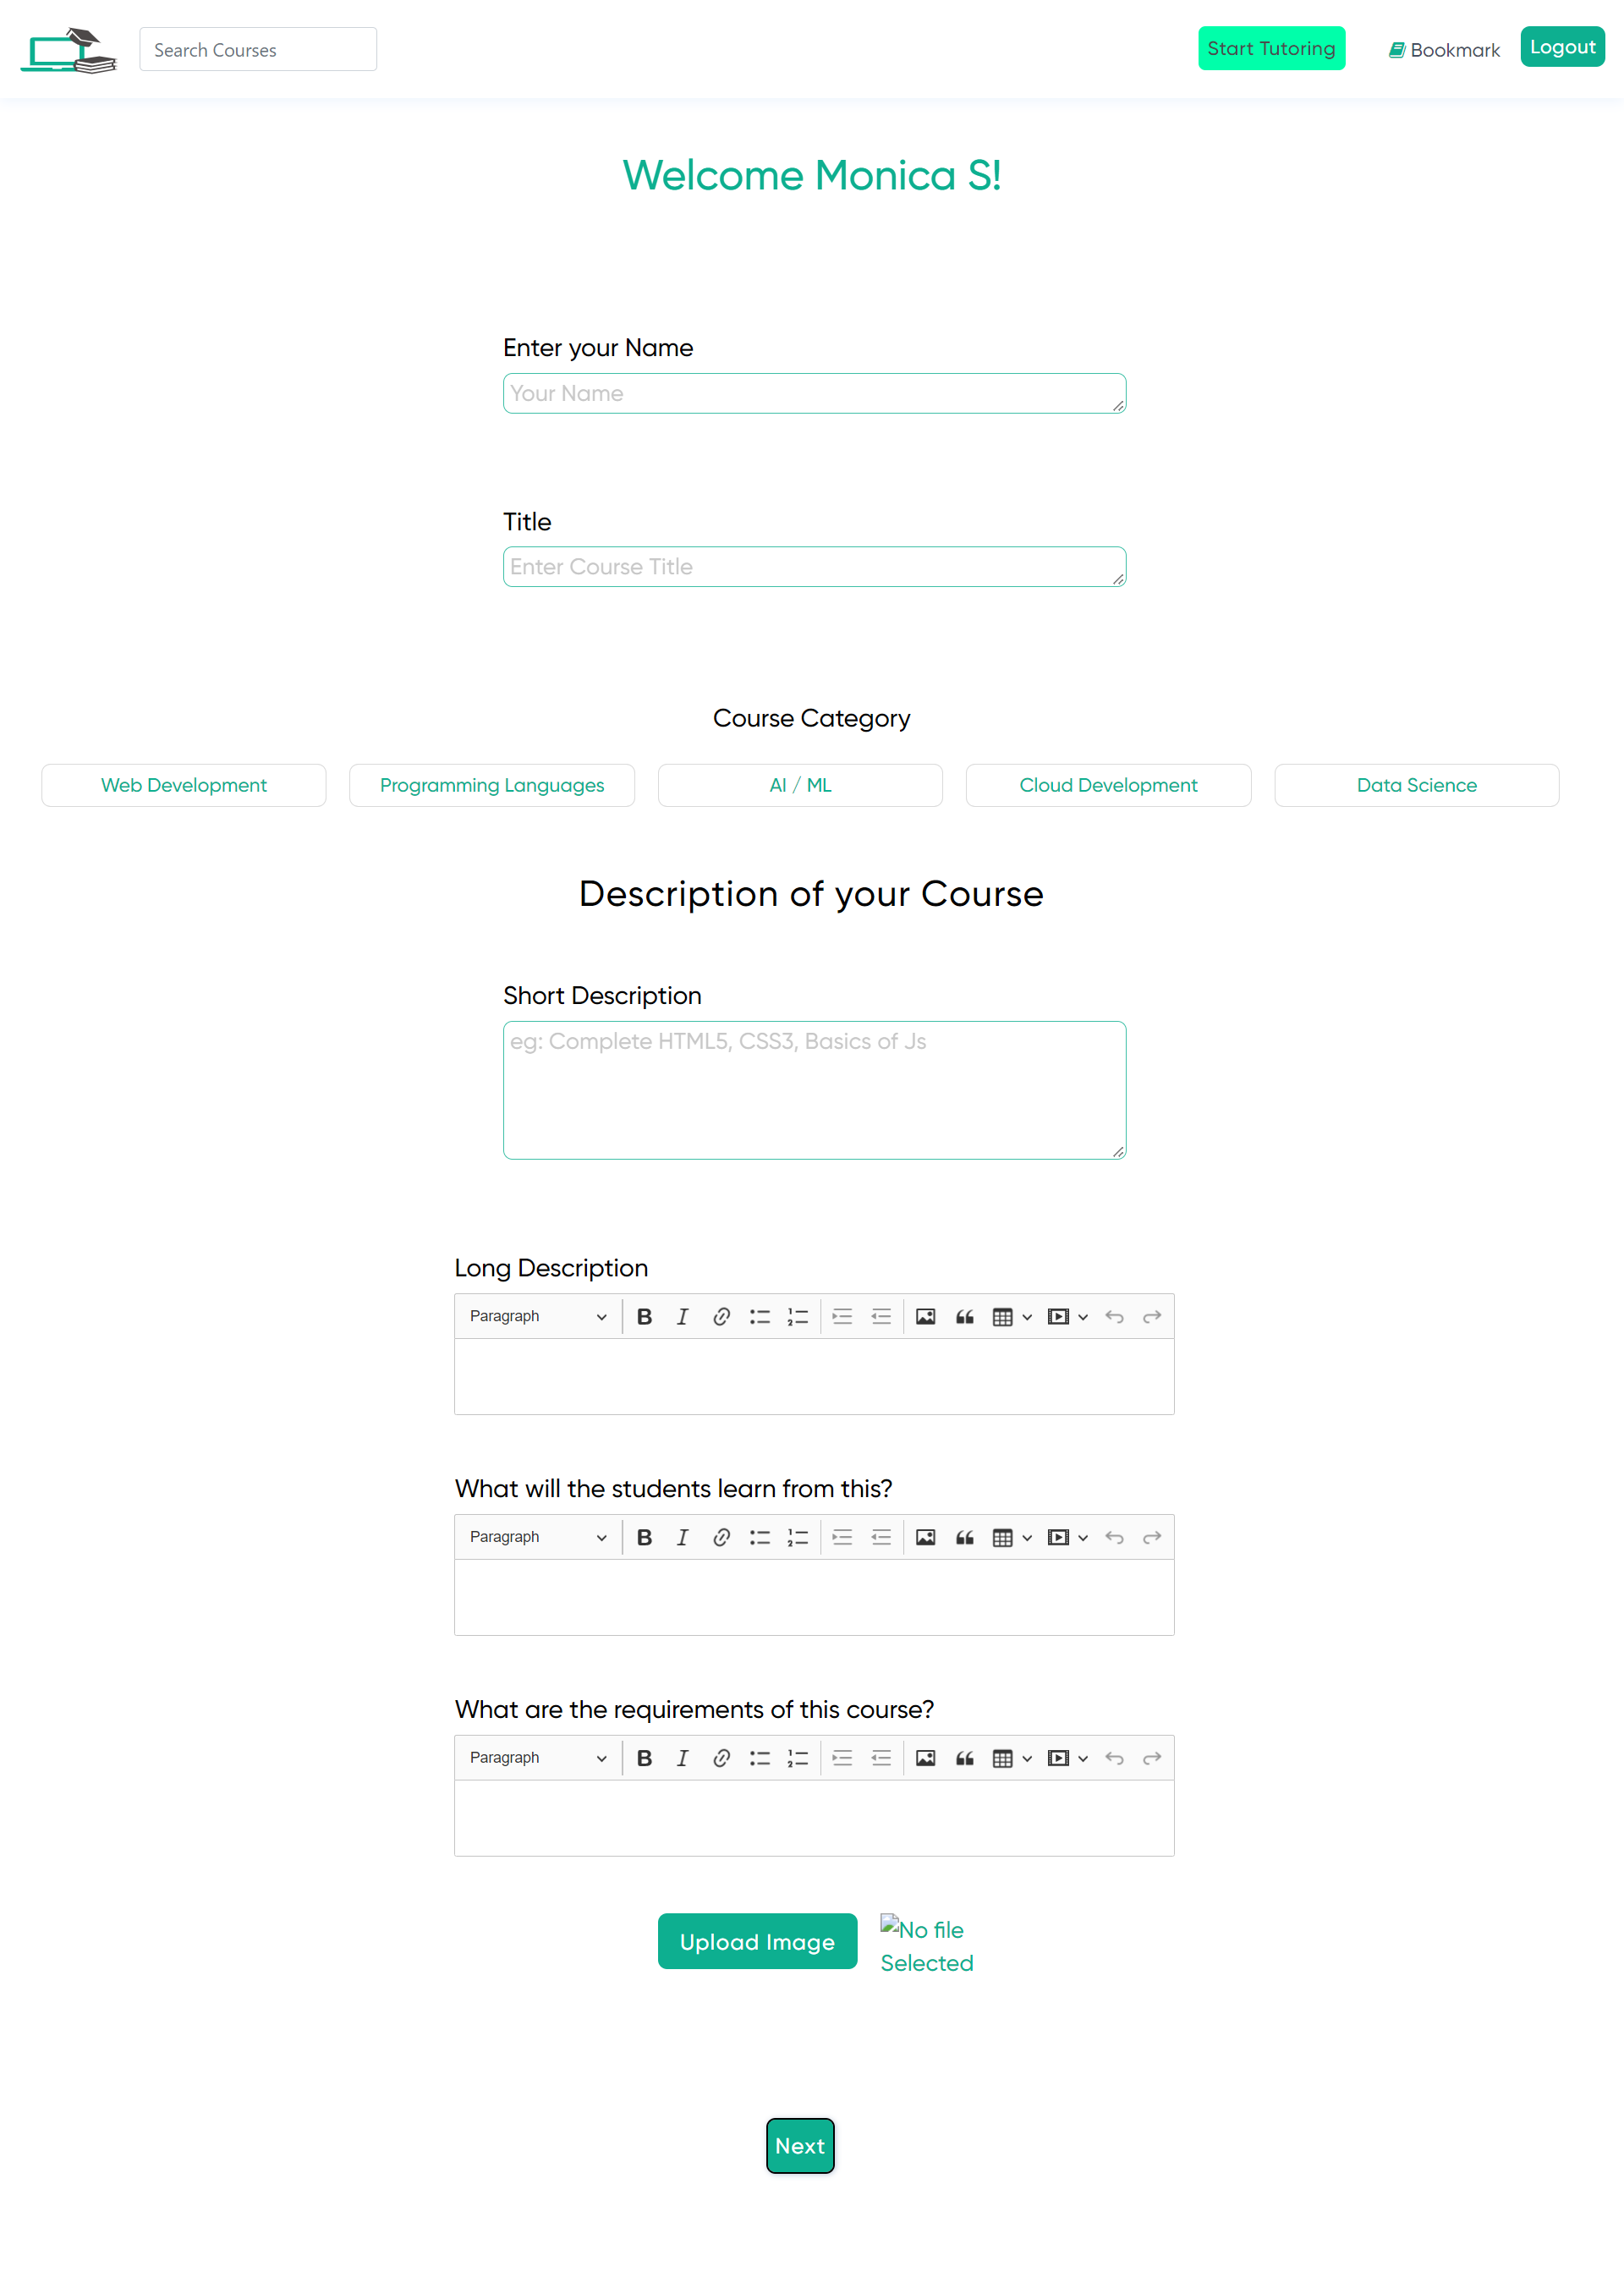 Search Courses
Start Tutoring
Bookmark
Logout
Welcome Monica S!
Enter your Name
Your Name
Title
Enter Course Title
Course Category
Web Development
Programming Languages
AI / ML
Cloud Development
Data Science
Description of your Course
Short Description
eg: Complete HTML5, CSS3, Basics of Js
Long Description
Paragraph
What will the students learn from this?
Paragraph
What are the requirements of this course?
Paragraph
Upload Image
No file
Selected
Next